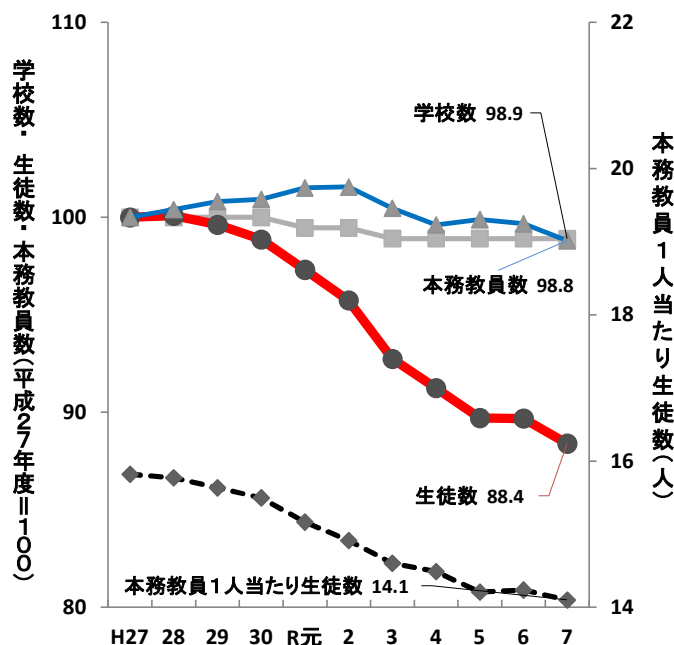 学校数・生徒数・本務教員数(平成27年度=100)
110
105
100
95
90
85
80
学校数 98.9
本務教員数 98.8
生徒数 88.4
本務教員1人当たり生徒数 14.1
22
20
18
16
14
本務教員1人当たり生徒数(人)
H27 28 29 30 R元 2 3 4 5 6 7